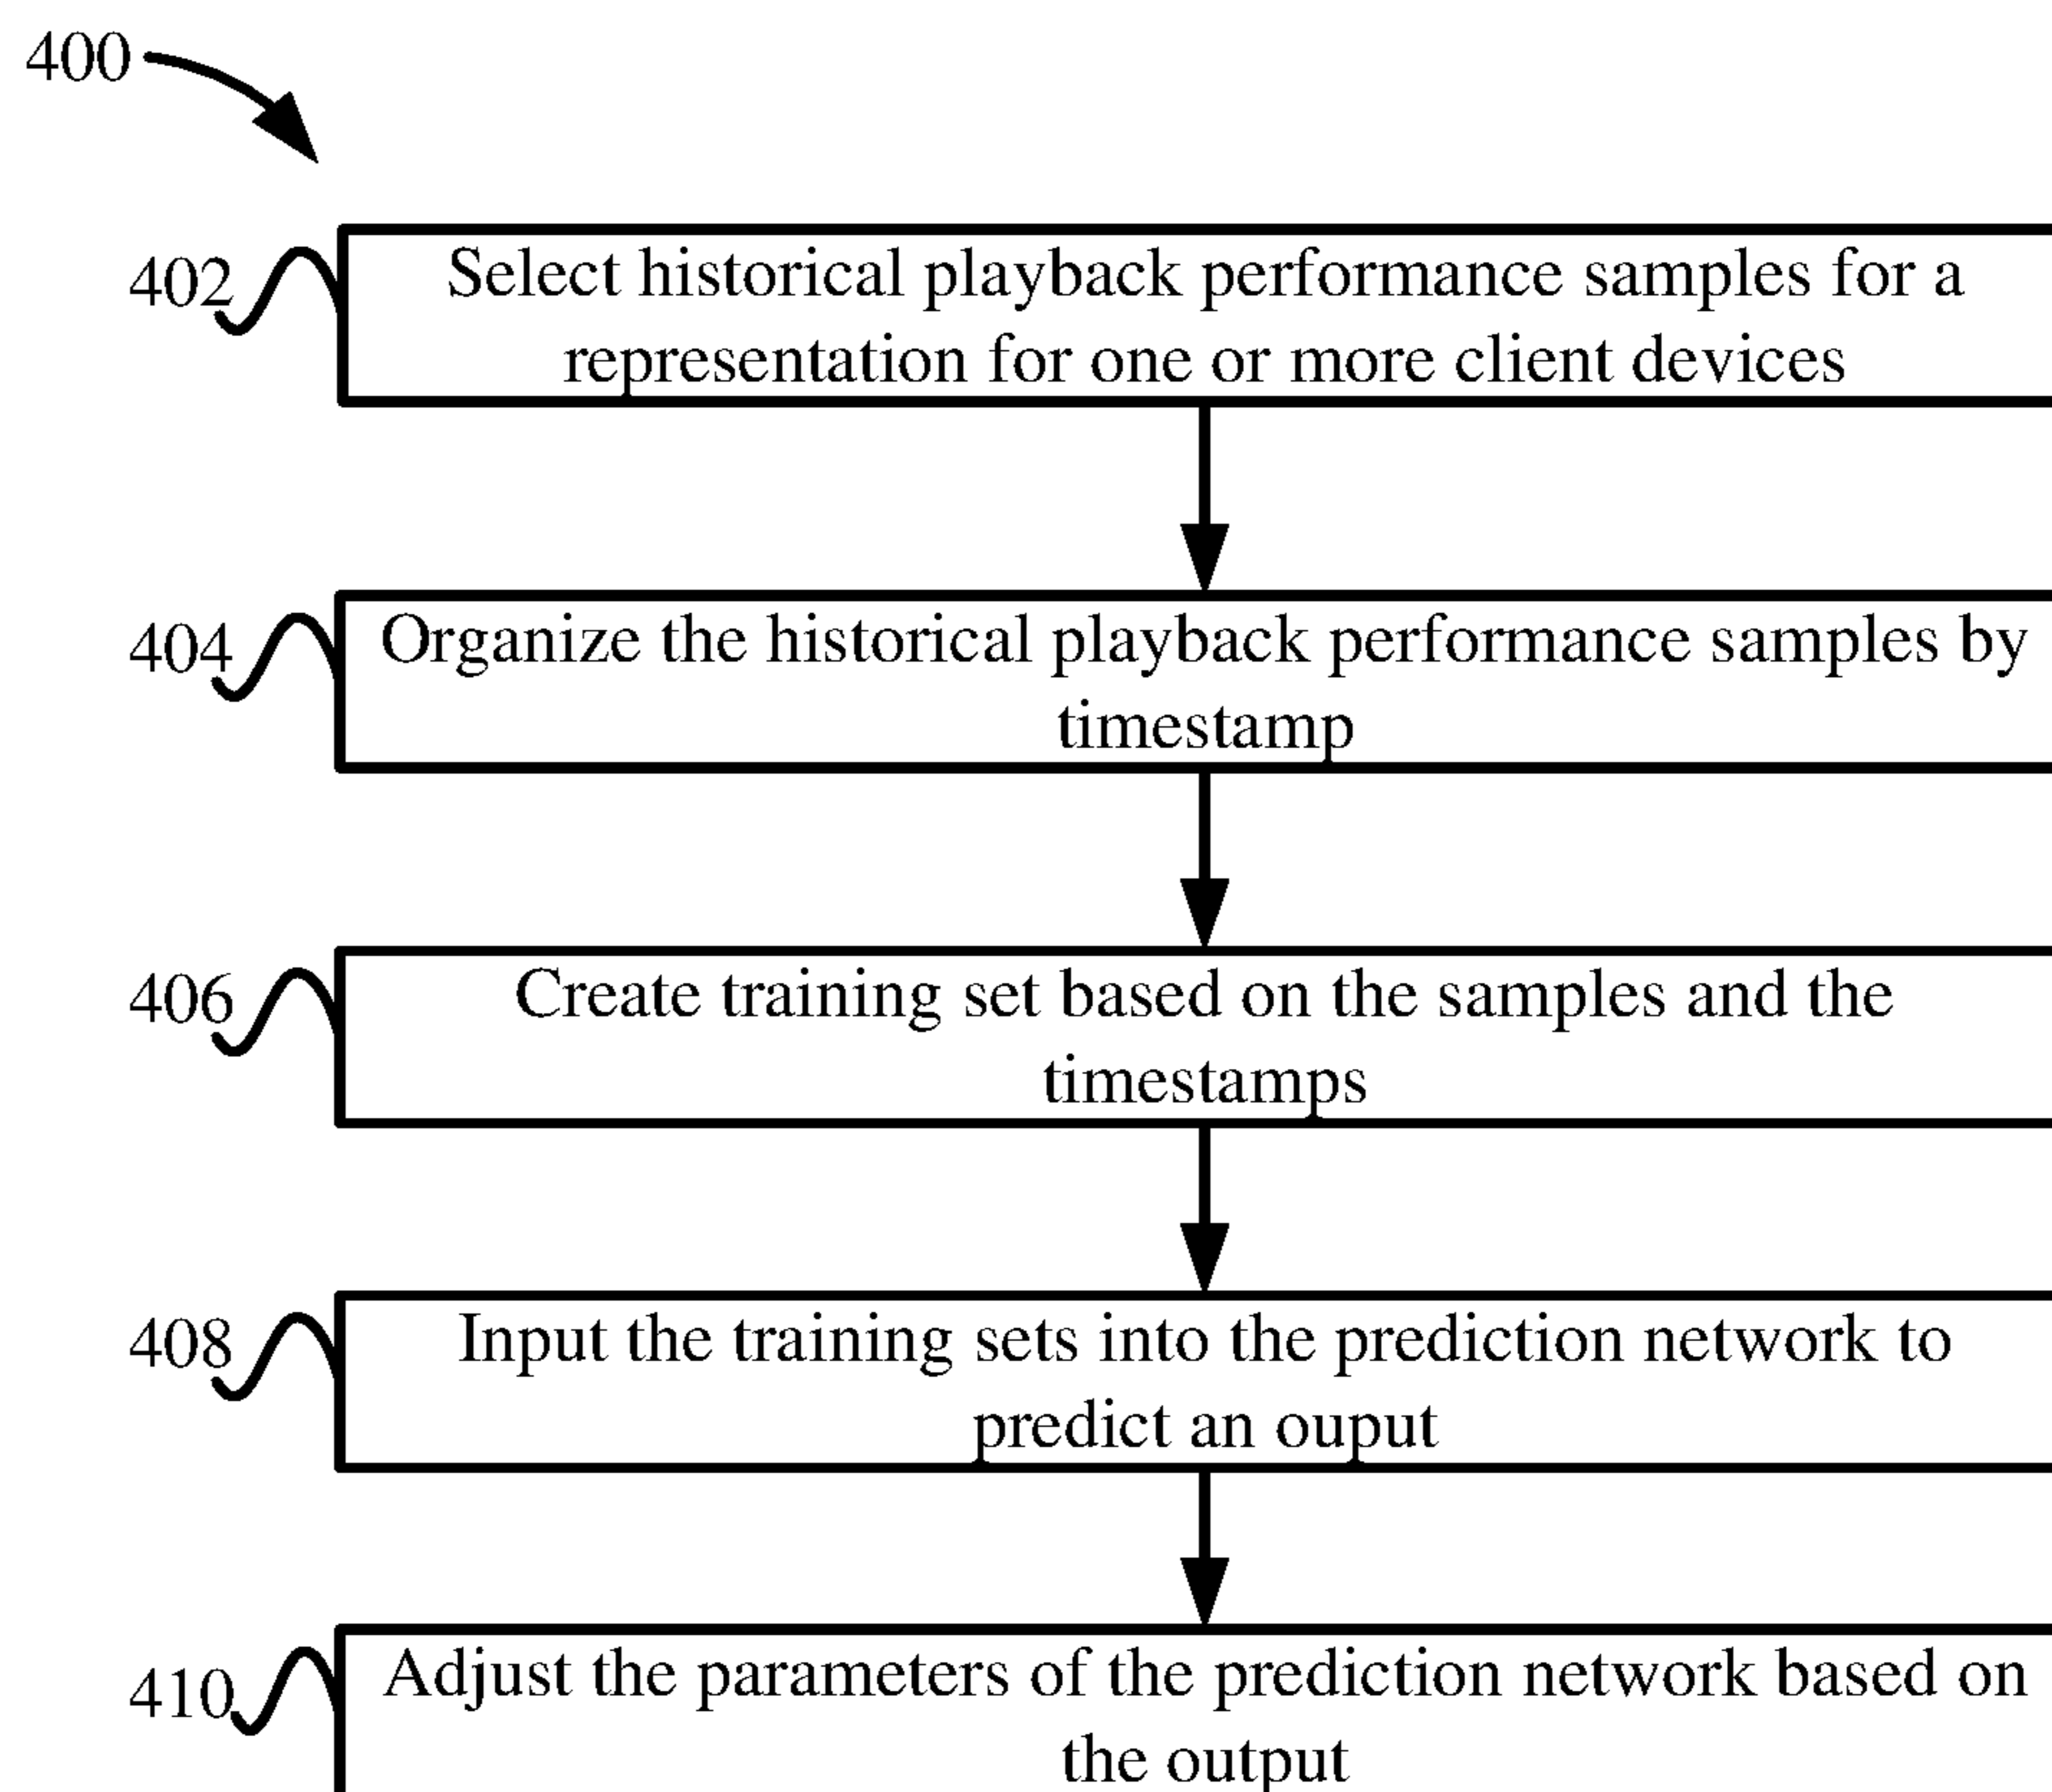 400
402
Select historical playback performance samples for a
representation for one or more client devices
404
Organize the historical playback performance samples by
timestamp
406
Create training set based on the samples and the
timestamps
408
Input the training sets into the prediction network to
predict an ouput
410
Adjust the parameters of the prediction network based on
the output